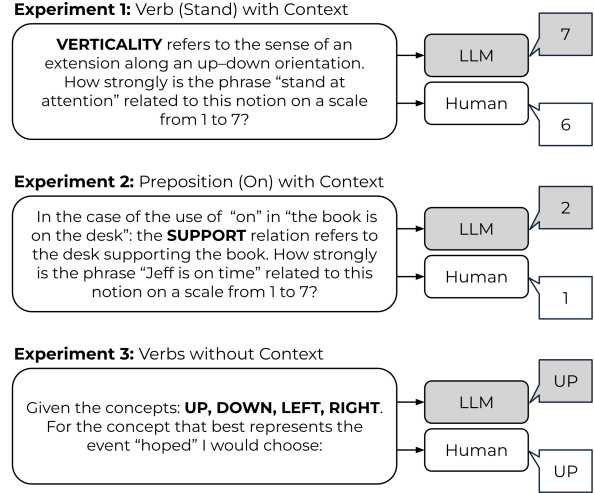 Experiment 1: Verb (Stand) with Context
VERTICALITY refers to the sense of an
extension along an up–down orientation.
How strongly is the phrase “stand at
attention” related to this notion on a scale
from 1 to 7?
LLM
7
Human
6
Experiment 2: Preposition (On) with Context
In the case of the use of “on” in “the book is
on the desk”: the SUPPORT relation refers to
the desk supporting the book. How strongly
is the phrase “Jeff is on time” related to this
notion on a scale from 1 to 7?
LLM
2
Human
1
Experiment 3: Verbs without Context
Given the concepts: UP, DOWN, LEFT, RIGHT.
For the concept that best represents the
event “hoped” I would choose:
LLM
UP
Human
UP